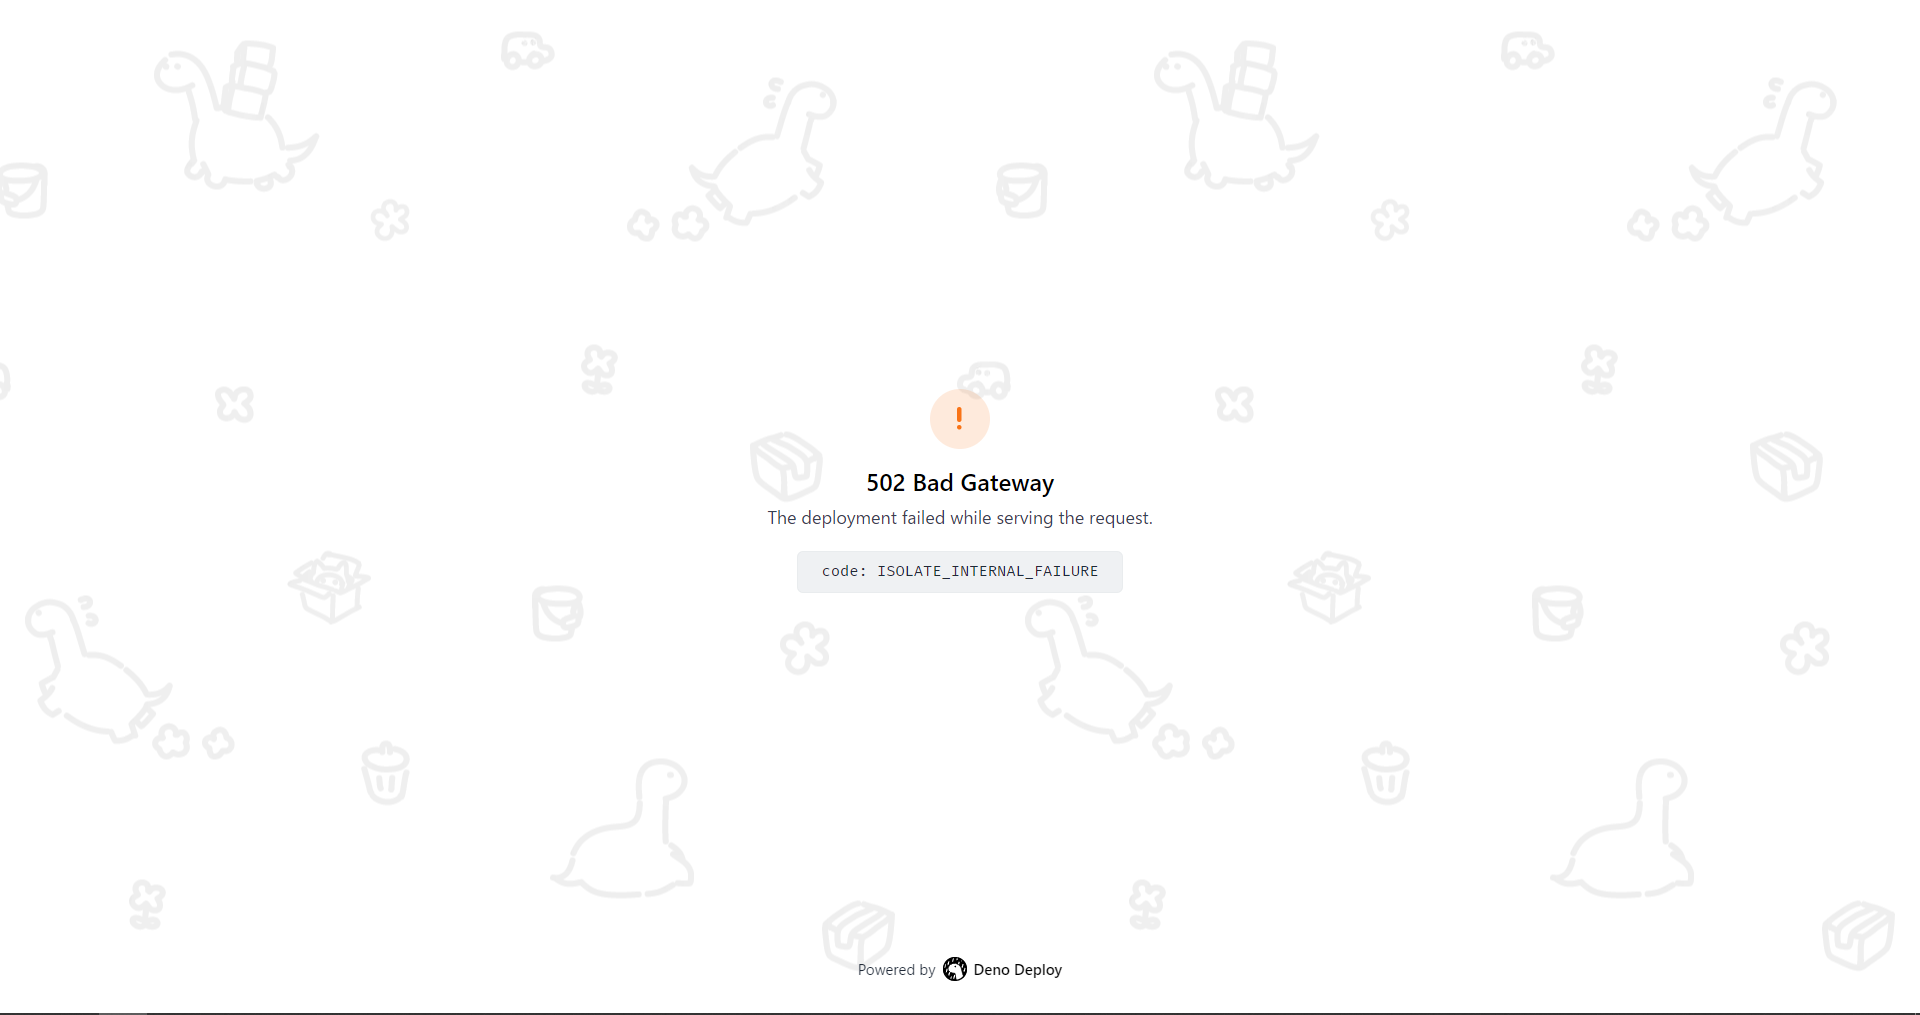 502 Bad Gateway
The deployment failed while serving the request.
code: ISOLATE_INTERNAL_FAILURE
Powered by Deno Deploy